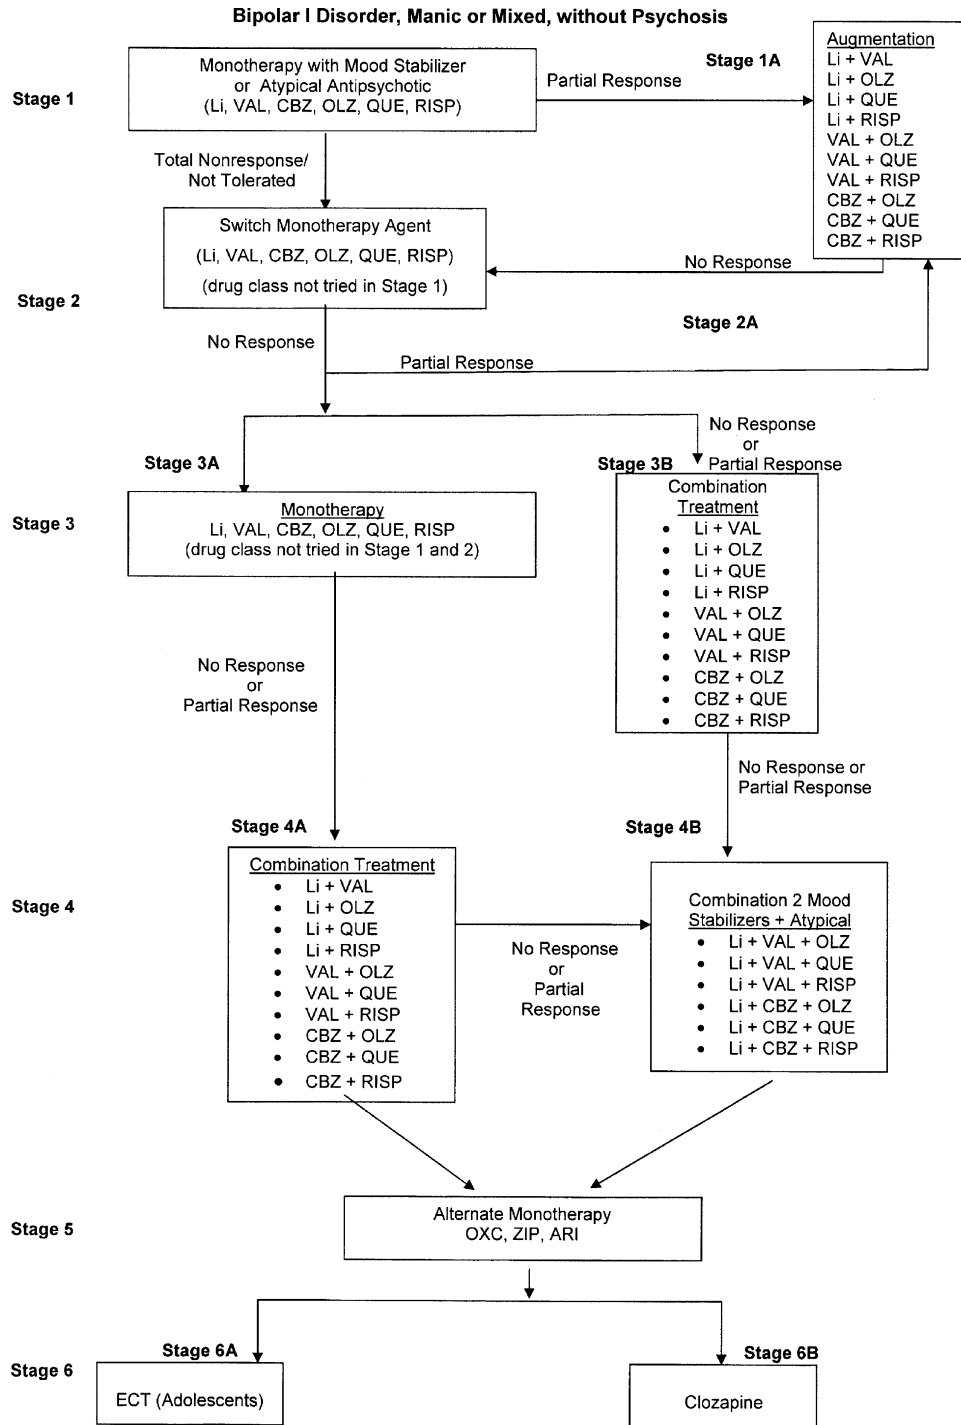 Bipolar I Disorder, Manic or Mixed, without Psychosis
Stage 1
Monotherapy with Mood Stabilizer
or Atypical Antipsychotic
(Li, VAL, CBZ, OLZ, QUE, RISP)
Partial Response
Stage 1A
Augmentation
Li + VAL
Li + OLZ
Li + QUE
Li + RISP
VAL + OLZ
VAL + QUE
VAL + RISP
CBZ + OLZ
CBZ + QUE
CBZ + RISP
Total Nonresponse/
Not Tolerated
Stage 2
Switch Monotherapy Agent
(Li, VAL, CBZ, OLZ, QUE, RISP)
(drug class not tried in Stage 1)
No Response
Stage 2A
No Response
Partial Response
Stage 3
Stage 3A
Monotherapy
Li, VAL, CBZ, OLZ, QUE, RISP
(drug class not tried in Stage 1 and 2)
No Response
or
Partial Response
Stage 3B
Combination
Treatment
• Li + VAL
• Li + OLZ
• Li + QUE
• Li + RISP
• VAL + OLZ
• VAL + QUE
• VAL + RISP
• CBZ + OLZ
• CBZ + QUE
• CBZ + RISP
No Response
or
Partial Response
No Response or
Partial Response
Stage 4
Stage 4A
Combination Treatment
• Li + VAL
• Li + OLZ
• Li + QUE
• Li + RISP
• VAL + OLZ
• VAL + QUE
• VAL + RISP
• CBZ + OLZ
• CBZ + QUE
• CBZ + RISP
No Response
or
Partial
Response
Stage 4B
Combination 2 Mood
Stabilizers + Atypical
• Li + VAL + OLZ
• Li + VAL + QUE
• Li + VAL + RISP
• Li + CBZ + OLZ
• Li + CBZ + QUE
• Li + CBZ + RISP
Stage 5
Alternate Monotherapy
OXC, ZIP, ARI
Stage 6
Stage 6A
ECT (Adolescents)
Stage 6B
Clozapine